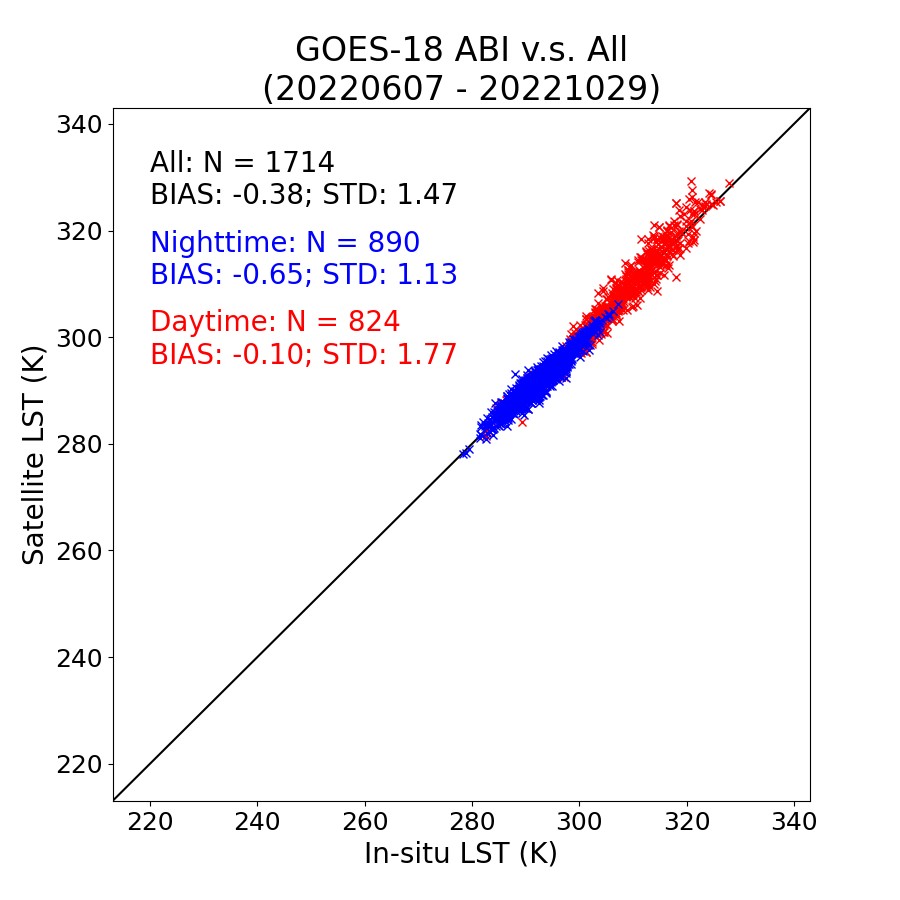 GOES-18 ABI v.s. All
(20220607 - 20221029)
All: N = 1714
BIAS: -0.38; STD: 1.47
Nighttime: N = 890
BIAS: -0.65; STD: 1.13
Daytime: N = 824
BIAS: -0.10; STD: 1.77
Satellite LST (K)
340
320
300
280
260
240
220
220 240 260 280 300 320 340
In-situ LST (K)